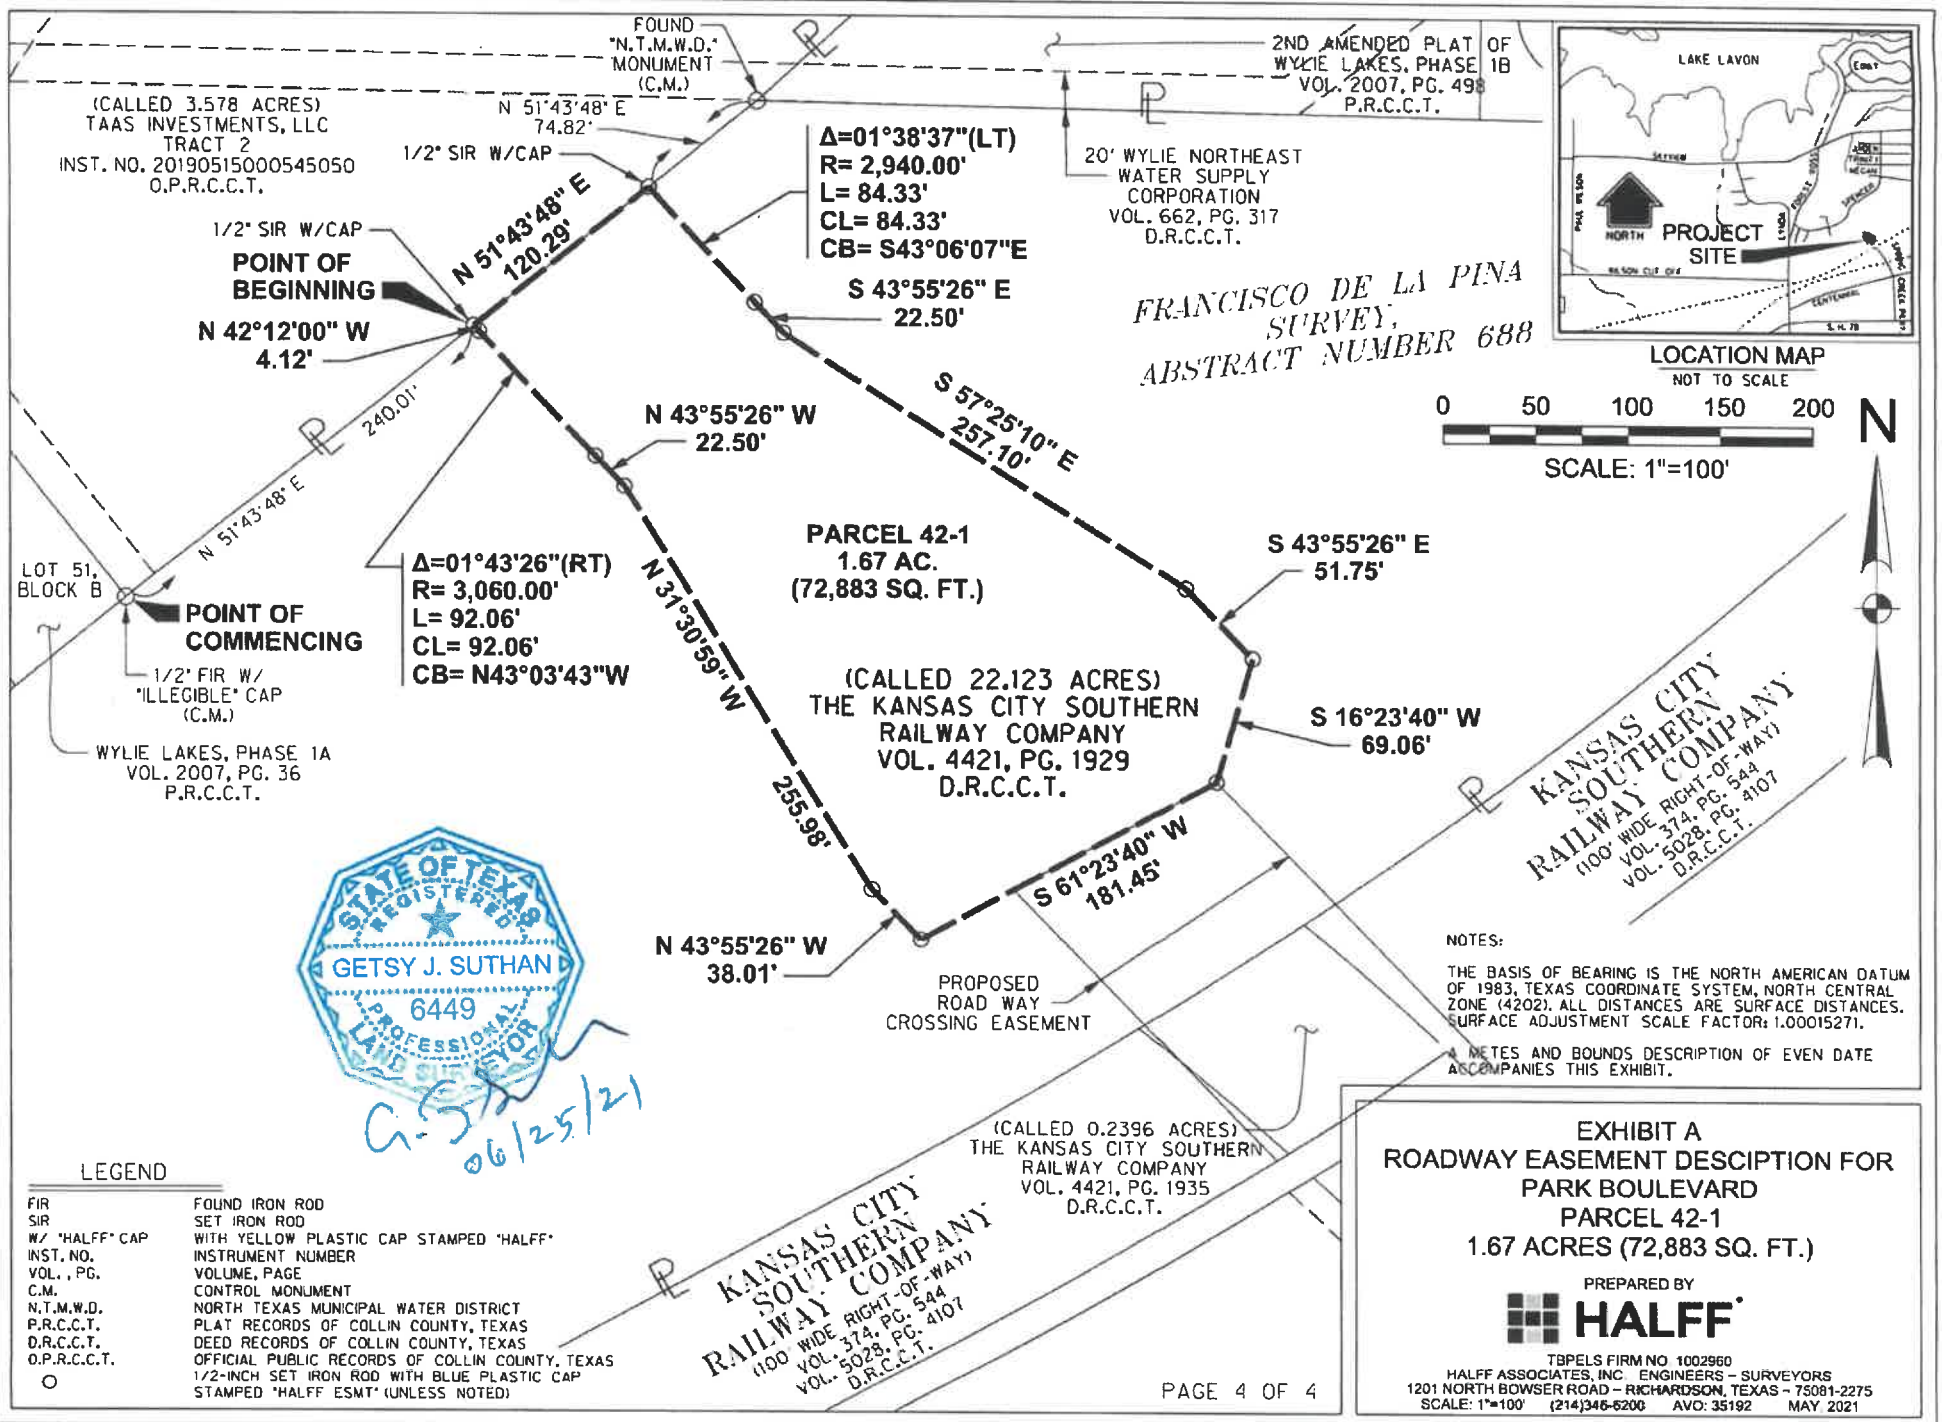 FOUND
"N.T.M.W.D."
MONUMENT
(C.M.)
2ND AMENDED PLAT OF
WYLIE LAKES, PHASE 1B
VOL. 2007, PG. 498
P.R.C.C.T.
(CALLED 3.578 ACRES)
TAAS INVESTMENTS, LLC
TRACT 2
INST. NO. 20190515000545050
O.P.R.C.C.T.
N 51°43'48" E
74.82'
1/2" SIR W/CAP
Δ=01°38'37"(LT)
R= 2,940.00'
L= 84.33'
CL= 84.33'
CB= S43°06'07"E
20' WYLIE NORTHEAST
WATER SUPPLY
CORPORATION
VOL. 662, PG. 317
D.R.C.C.T.
1/2" SIR W/CAP
POINT OF
BEGINNING
N 51°43'48" E
120.29'
N 42°12'00" W
4.12'
S 43°55'26" E
22.50'
FRANCISCO DE LA PINA
SURVEY,
ABSTRACT NUMBER 688
LAKE LAVON
EAST
SKYVIEW
PAUL WILSON
FOREST ROSS
LYNDA
SPENCER
MEGAN
NORTH
PROJECT
SITE
WILSON CUT OFF
CENTENNIAL
SPRING CREEK PKWY
S. H. 78
LOCATION MAP
NOT TO SCALE
0 50 100 150 200
N
SCALE: 1"=100'
240.01'
N 51°43'48" E
N 43°55'26" W
22.50'
S 57°25'10" E
257.10'
PARCEL 42-1
1.67 AC.
(72,883 SQ. FT.)
S 43°55'26" E
51.75'
LOT 51,
BLOCK B
POINT OF
COMMENCING
Δ=01°43'26"(RT)
R= 3,060.00'
L= 92.06'
CL= 92.06'
CB= N43°03'43"W
1/2" FIR W/
"ILLEGIBLE" CAP
(C.M.)
WYLIE LAKES, PHASE 1A
VOL. 2007, PG. 36
P.R.C.C.T.
N 31°30'59" W
255.98'
(CALLED 22.123 ACRES)
THE KANSAS CITY SOUTHERN
RAILWAY COMPANY
VOL. 4421, PG. 1929
D.R.C.C.T.
S 16°23'40" W
69.06'
KANSAS CITY
SOUTHERN
RAILWAY COMPANY
(100' WIDE RIGHT-OF-WAY)
VOL. 374, PG. 544
VOL. 5028, PG. 4107
D.R.C.C.T.
S 61°23'40" W
181.45'
N 43°55'26" W
38.01'
PROPOSED
ROAD WAY
CROSSING EASEMENT
STATE OF TEXAS
REGISTERED
GETSY J. SUTHAN
6449
PROFESSIONAL
LAND SURVEYOR
06/25/21
NOTES:
THE BASIS OF BEARING IS THE NORTH AMERICAN DATUM
OF 1983, TEXAS COORDINATE SYSTEM, NORTH CENTRAL
ZONE (4202). ALL DISTANCES ARE SURFACE DISTANCES.
SURFACE ADJUSTMENT SCALE FACTOR: 1.00015271.
A METES AND BOUNDS DESCRIPTION OF EVEN DATE
ACCOMPANIES THIS EXHIBIT.
(CALLED 0.2396 ACRES)
THE KANSAS CITY SOUTHERN
RAILWAY COMPANY
VOL. 4421, PG. 1935
D.R.C.C.T.
KANSAS CITY
SOUTHERN
RAILWAY COMPANY
(100' WIDE RIGHT-OF-WAY)
VOL. 374, PG. 544
VOL. 5028, PG. 4107
D.R.C.C.T.
LEGEND
FIR FOUND IRON ROD
SIR SET IRON ROD
W/ "HALFF" CAP WITH YELLOW PLASTIC CAP STAMPED "HALFF"
INST. NO. INSTRUMENT NUMBER
VOL. , PG. VOLUME, PAGE
C.M. CONTROL MONUMENT
N.T.M.W.D. NORTH TEXAS MUNICIPAL WATER DISTRICT
P.R.C.C.T. PLAT RECORDS OF COLLIN COUNTY, TEXAS
D.R.C.C.T. DEED RECORDS OF COLLIN COUNTY, TEXAS
O.P.R.C.C.T. OFFICIAL PUBLIC RECORDS OF COLLIN COUNTY, TEXAS
1/2-INCH SET IRON ROD WITH BLUE PLASTIC CAP
STAMPED "HALFF ESMT" (UNLESS NOTED)
PAGE 4 OF 4
EXHIBIT A
ROADWAY EASEMENT DESCIPTION FOR
PARK BOULEVARD
PARCEL 42-1
1.67 ACRES (72,883 SQ. FT.)
PREPARED BY
HALFF
TBPELS FIRM NO. 1002960
HALFF ASSOCIATES, INC. ENGINEERS – SURVEYORS
1201 NORTH BOWSER ROAD – RICHARDSON, TEXAS – 75081-2275
SCALE: 1"=100' (214)346-6200 AVO: 35192 MAY, 2021